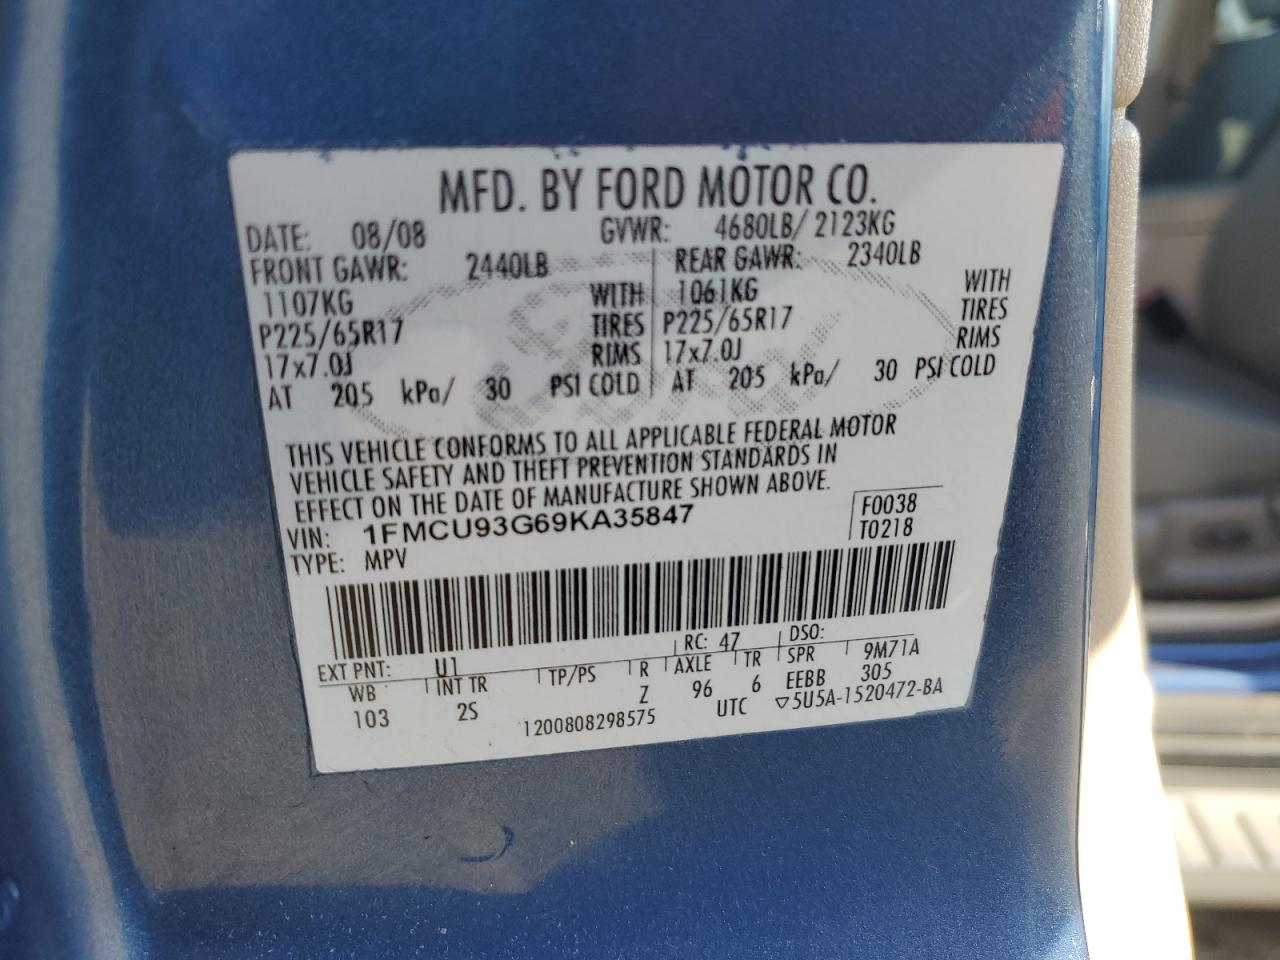 MFD. BY FORD MOTOR CO.
DATE: 08/08 GVWR: 4680LB/ 2123KG
FRONT GAWR: 2440LB REAR GAWR: 2340LB
1107KG WITH 1061KG WITH
P225/65R17 TIRES P225/65R17 TIRES
17x7.0J RIMS 17x7.0J RIMS
AT 205 kPa/ 30 PSI COLD AT 205 kPa/ 30 PSI COLD
THIS VEHICLE CONFORMS TO ALL APPLICABLE FEDERAL MOTOR
VEHICLE SAFETY AND THEFT PREVENTION STANDARDS IN
EFFECT ON THE DATE OF MANUFACTURE SHOWN ABOVE.
VIN: 1FMCU93G69KA35847 F0038
TYPE: MPV T0218
EXT PNT: U1 RC: 47 DSO:
WB INT TR TP/PS R AXLE TR SPR 9M71A
103 2S Z 96 6 EEBB 305
1200808298575 UTC ▽5U5A-1520472-BA